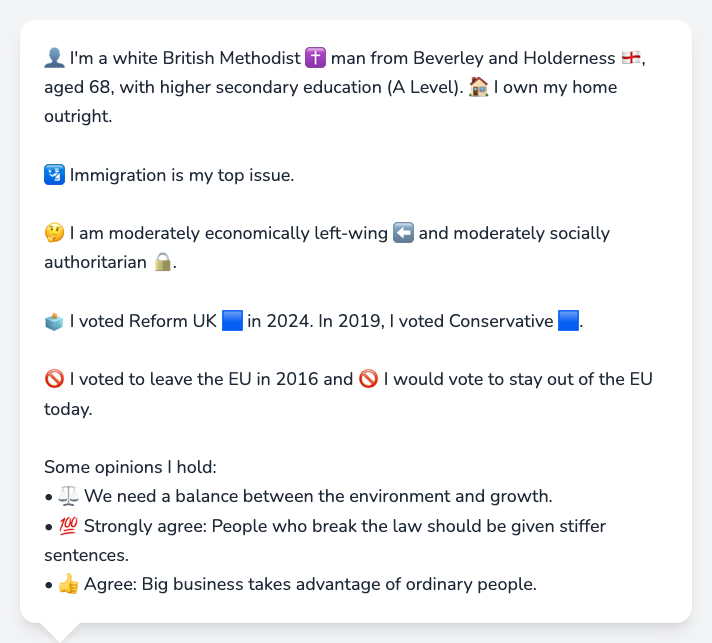 👤 I'm a white British Methodist ✝️ man from Beverley and Holderness 🏴󠁧󠁢󠁥󠁮󠁧󠁿,
aged 68, with higher secondary education (A Level). 🏠 I own my home
outright.
🛂 Immigration is my top issue.
🤔 I am moderately economically left-wing ⬅️ and moderately socially
authoritarian 🔒.
🗳️ I voted Reform UK 🟦 in 2024. In 2019, I voted Conservative 🟦.
🚫 I voted to leave the EU in 2016 and 🚫 I would vote to stay out of the EU
today.
Some opinions I hold:
• ⚖️ We need a balance between the environment and growth.
• 💯 Strongly agree: People who break the law should be given stiffer
sentences.
• 👍 Agree: Big business takes advantage of ordinary people.